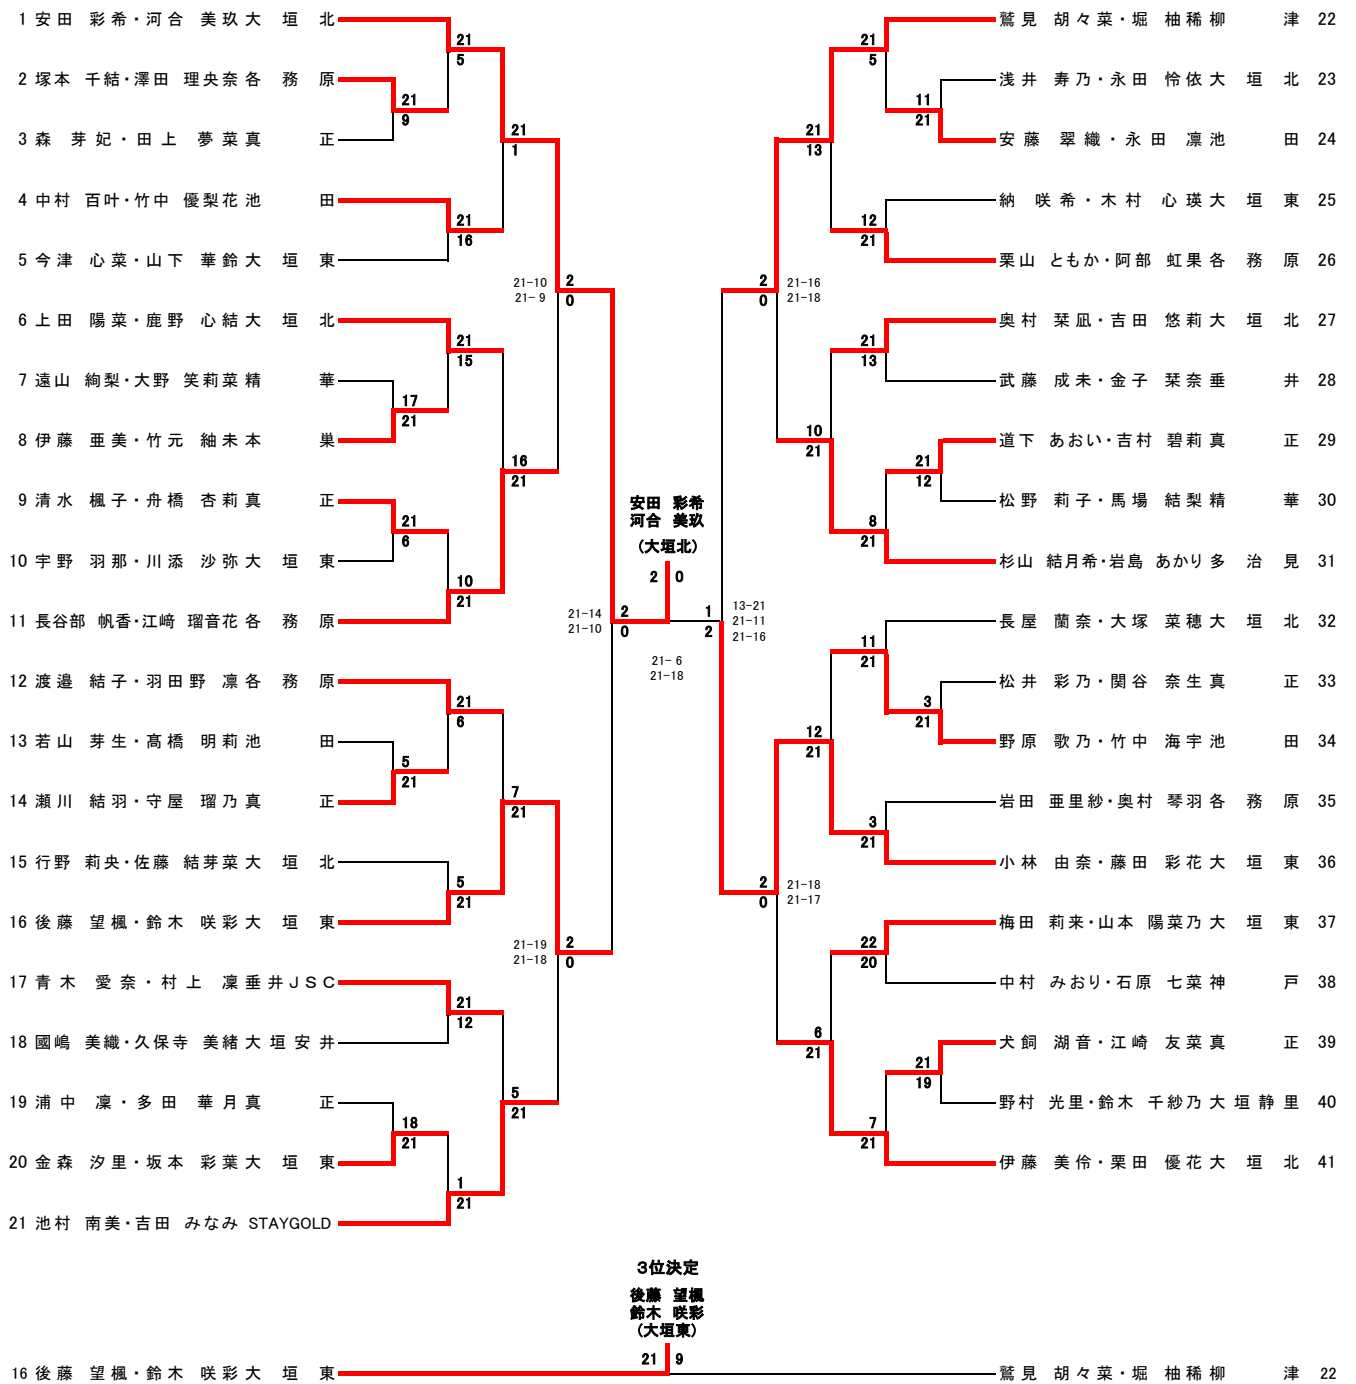 1 安田 彩希・河合 美玖 大垣北
21
5
2 塚本 千結・澤田 理央奈 各務原
21
9
3 森 芽妃・田上 夢菜 真正
21
1
4 中村 百叶・竹中 優梨花 池田
21
16
5 今津 心菜・山下 華鈴 大垣東
21-10
21- 9
2
0
6 上田 陽菜・鹿野 心結 大垣北
21
15
7 遠山 絢梨・大野 笑莉菜 精華
17
21
8 伊藤 亜美・竹元 紬未 本巣
16
21
9 清水 楓子・舟橋 杏莉 真正
21
6
10 宇野 羽那・川添 沙弥 大垣東
10
21
11 長谷部 帆香・江﨑 瑠音花 各務原
21-14
21-10
2
0
12 渡邉 結子・羽田野 凛 各務原
21
6
13 若山 芽生・髙橋 明莉 池田
5
21
14 瀬川 結羽・守屋 瑠乃 真正
7
21
15 行野 莉央・佐藤 結芽菜 大垣北
5
21
16 後藤 望楓・鈴木 咲彩 大垣東
21-19
21-18
2
0
17 青木 愛奈・村上 凜 垂井JSC
21
12
18 國嶋 美織・久保寺 美緒 大垣安井
5
21
19 浦中 凜・多田 華月 真正
18
21
20 金森 汐里・坂本 彩葉 大垣東
1
21
21 池村 南美・吉田 みなみ STAYGOLD
安田 彩希
河合 美玖
(大垣北)
2 0
21- 6
21-18
鷲見 胡々菜・堀 柚稀 柳津 22
21
5
浅井 寿乃・永田 怜依 大垣北 23
11
21
安藤 翠織・永田 凛 池田 24
21
13
納 咲希・木村 心瑛 大垣東 25
12
21
栗山 ともか・阿部 虹果 各務原 26
2
0
21-16
21-18
奥村 栞凪・吉田 悠莉 大垣北 27
21
13
武藤 成未・金子 栞奈 垂井 28
10
21
道下 あおい・吉村 碧莉 真正 29
21
12
松野 莉子・馬場 結梨 精華 30
8
21
杉山 結月希・岩島 あかり 多治見 31
1
2
13-21
21-11
21-16
長屋 蘭奈・大塚 菜穂 大垣北 32
11
21
松井 彩乃・関谷 奈生 真正 33
3
21
野原 歌乃・竹中 海宇 池田 34
12
21
岩田 亜里紗・奥村 琴羽 各務原 35
3
21
小林 由奈・藤田 彩花 大垣東 36
2
0
21-18
21-17
梅田 莉来・山本 陽菜乃 大垣東 37
22
20
中村 みおり・石原 七菜 神戸 38
6
21
犬飼 湖音・江崎 友菜 真正 39
21
19
野村 光里・鈴木 千紗乃 大垣静里 40
7
21
伊藤 美伶・栗田 優花 大垣北 41
3位決定
後藤 望楓
鈴木 咲彩
(大垣東)
21 9
16 後藤 望楓・鈴木 咲彩 大垣東
鷲見 胡々菜・堀 柚稀 柳津 22